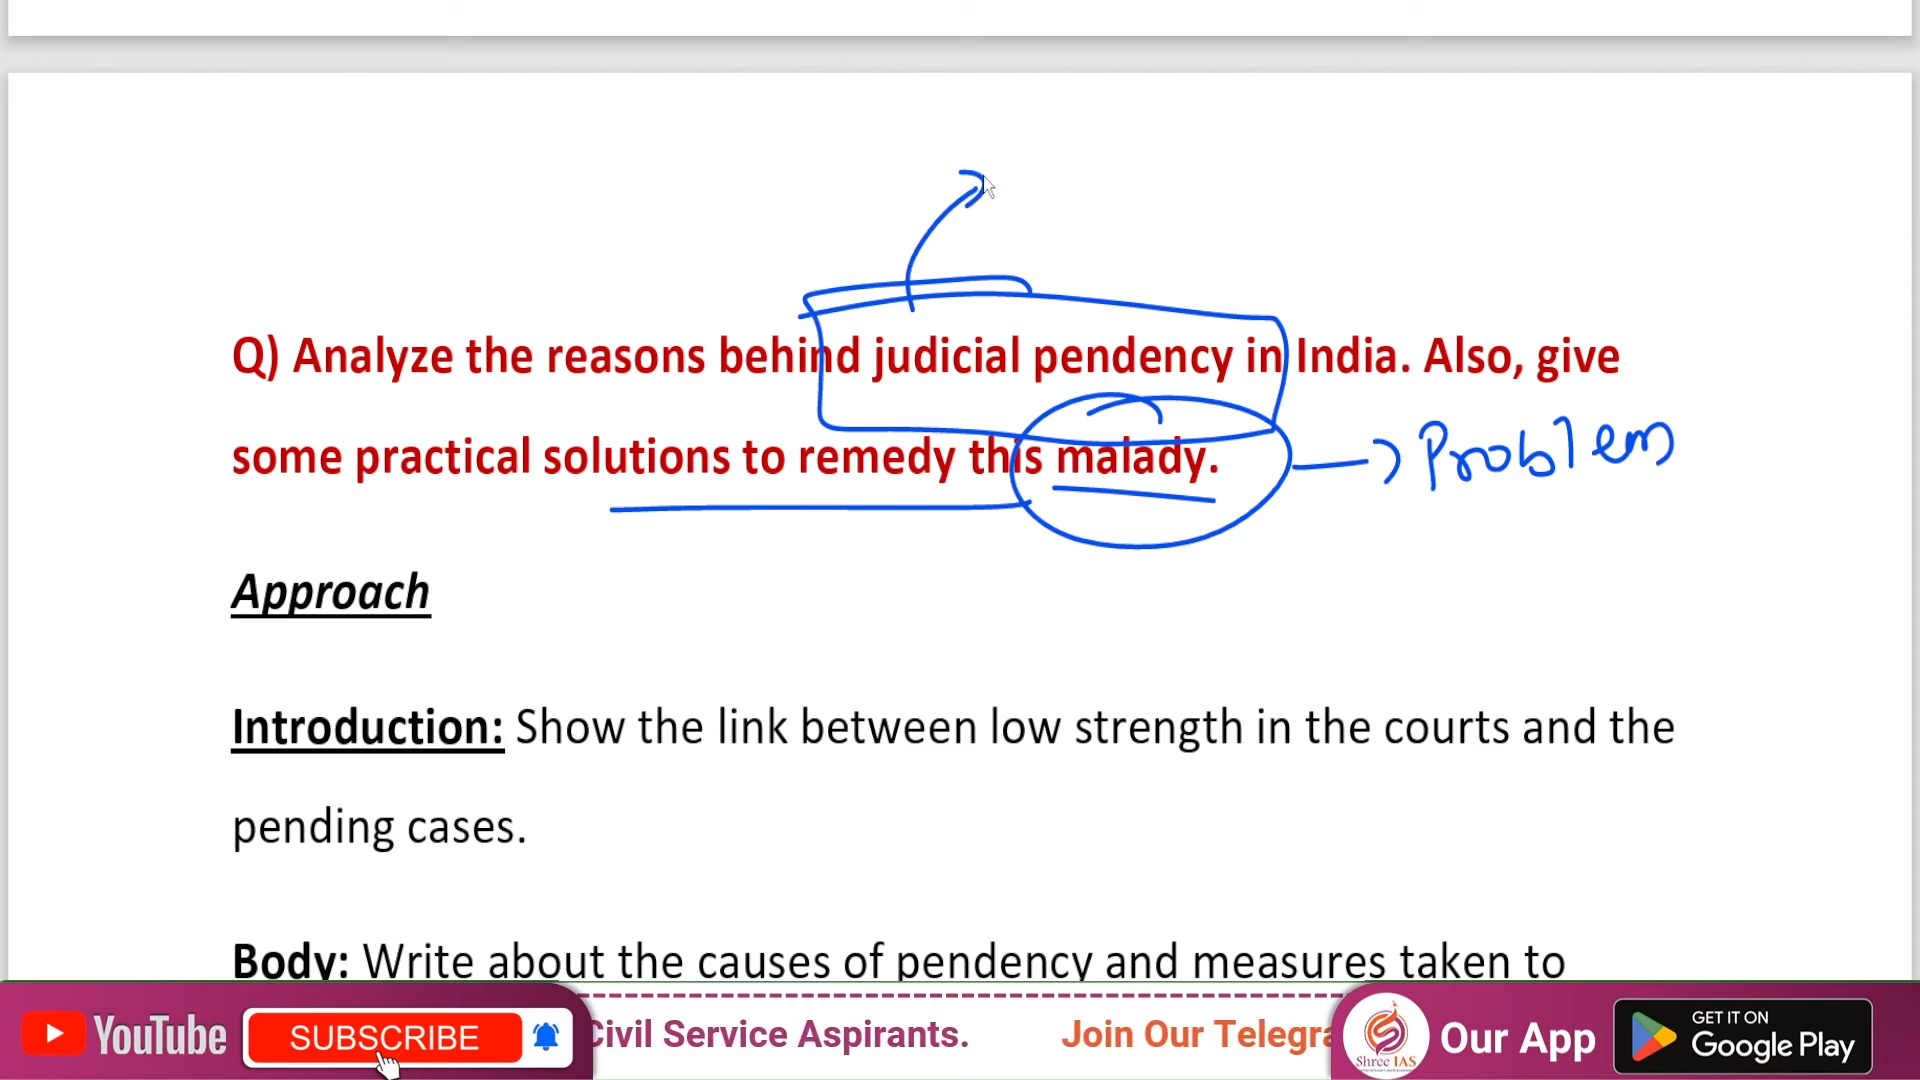 Q) Analyze the reasons behind judicial pendency in India. Also, give
some practical solutions to remedy this malady.
Problem
Approach
Introduction: Show the link between low strength in the courts and the
pending cases.
Body: Write about the causes of pendency and measures taken to
YouTube
SUBSCRIBE
Civil Service Aspirants.
Join Our Telegra
Shree IAS
Our App
GET IT ON
Google Play